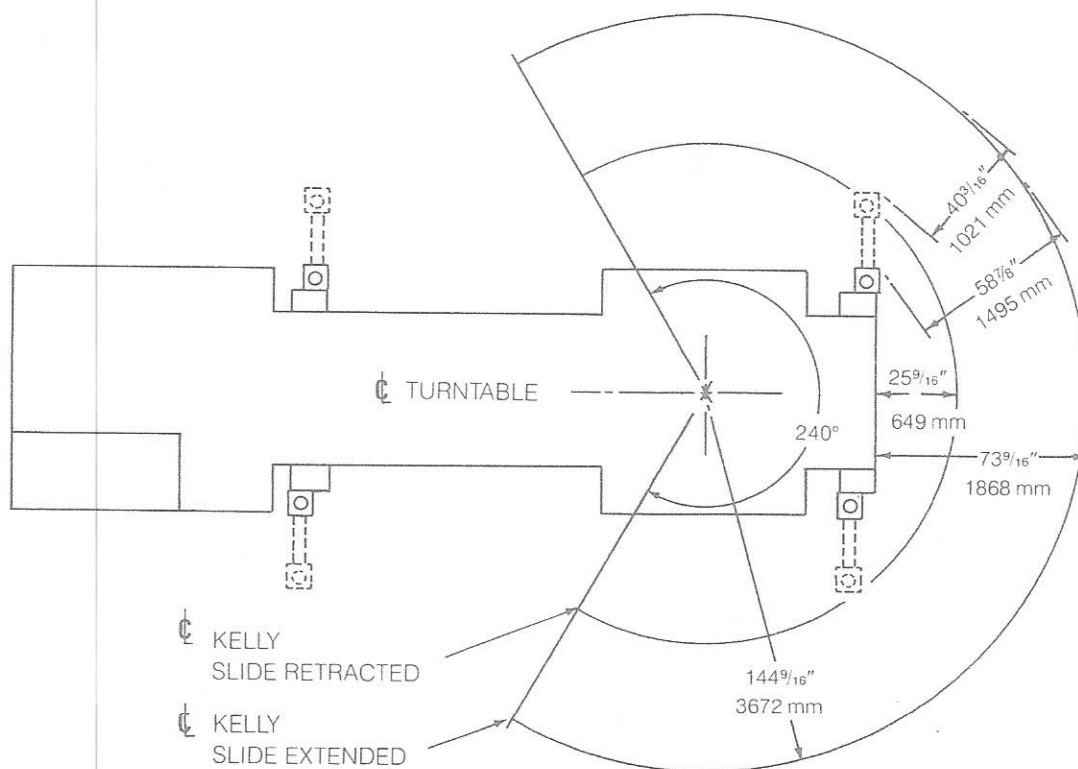 40³/₁₆"
1021 mm
58⅞"
1495 mm
℄ TURNTABLE
25⁹/₁₆"
649 mm
240°
73⁹/₁₆"
1868 mm
℄ KELLY
SLIDE RETRACTED
144⁹/₁₆"
3672 mm
℄ KELLY
SLIDE EXTENDED